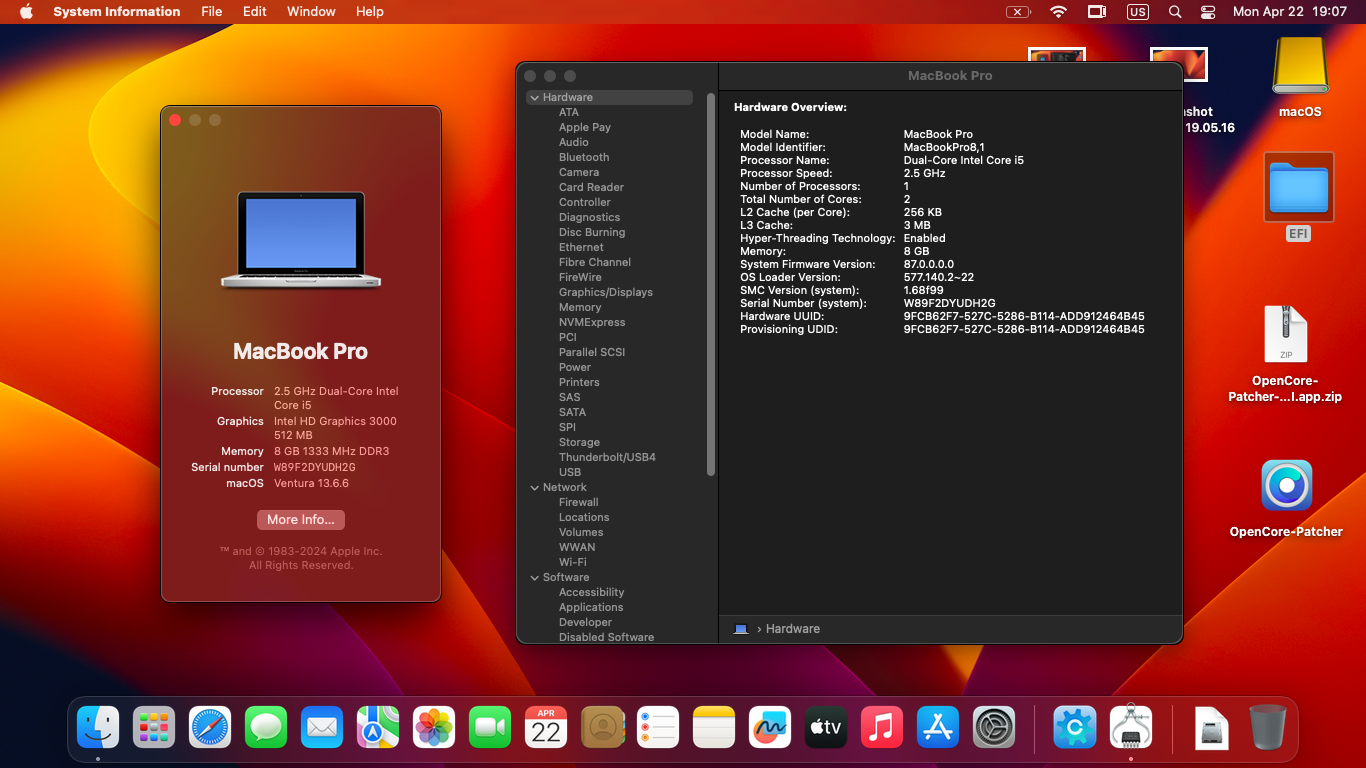 System Information File Edit Window Help
US Mon Apr 22 19:07
MacBook Pro
Processor 2.5 GHz Dual-Core Intel
Core i5
Graphics Intel HD Graphics 3000
512 MB
Memory 8 GB 1333 MHz DDR3
Serial number W89F2DYUDH2G
macOS Ventura 13.6.6
More Info...
™ and © 1983-2024 Apple Inc.
All Rights Reserved.
MacBook Pro
Hardware
ATA
Apple Pay
Audio
Bluetooth
Camera
Card Reader
Controller
Diagnostics
Disc Burning
Ethernet
Fibre Channel
FireWire
Graphics/Displays
Memory
NVMExpress
PCI
Parallel SCSI
Power
Printers
SAS
SATA
SPI
Storage
Thunderbolt/USB4
USB
Network
Firewall
Locations
Volumes
WWAN
Wi-Fi
Software
Accessibility
Applications
Developer
Disabled Software
Hardware Overview:
Model Name: MacBook Pro
Model Identifier: MacBookPro8,1
Processor Name: Dual-Core Intel Core i5
Processor Speed: 2.5 GHz
Number of Processors: 1
Total Number of Cores: 2
L2 Cache (per Core): 256 KB
L3 Cache: 3 MB
Hyper-Threading Technology: Enabled
Memory: 8 GB
System Firmware Version: 87.0.0.0.0
OS Loader Version: 577.140.2~22
SMC Version (system): 1.68f99
Serial Number (system): W89F2DYUDH2G
Hardware UUID: 9FCB62F7-527C-5286-B114-ADD912464B45
Provisioning UDID: 9FCB62F7-527C-5286-B114-ADD912464B45
› Hardware
nshot
19.05.16
macOS
EFI
ZIP
OpenCore-
Patcher-...I.app.zip
OpenCore-Patcher
APR
22
tv